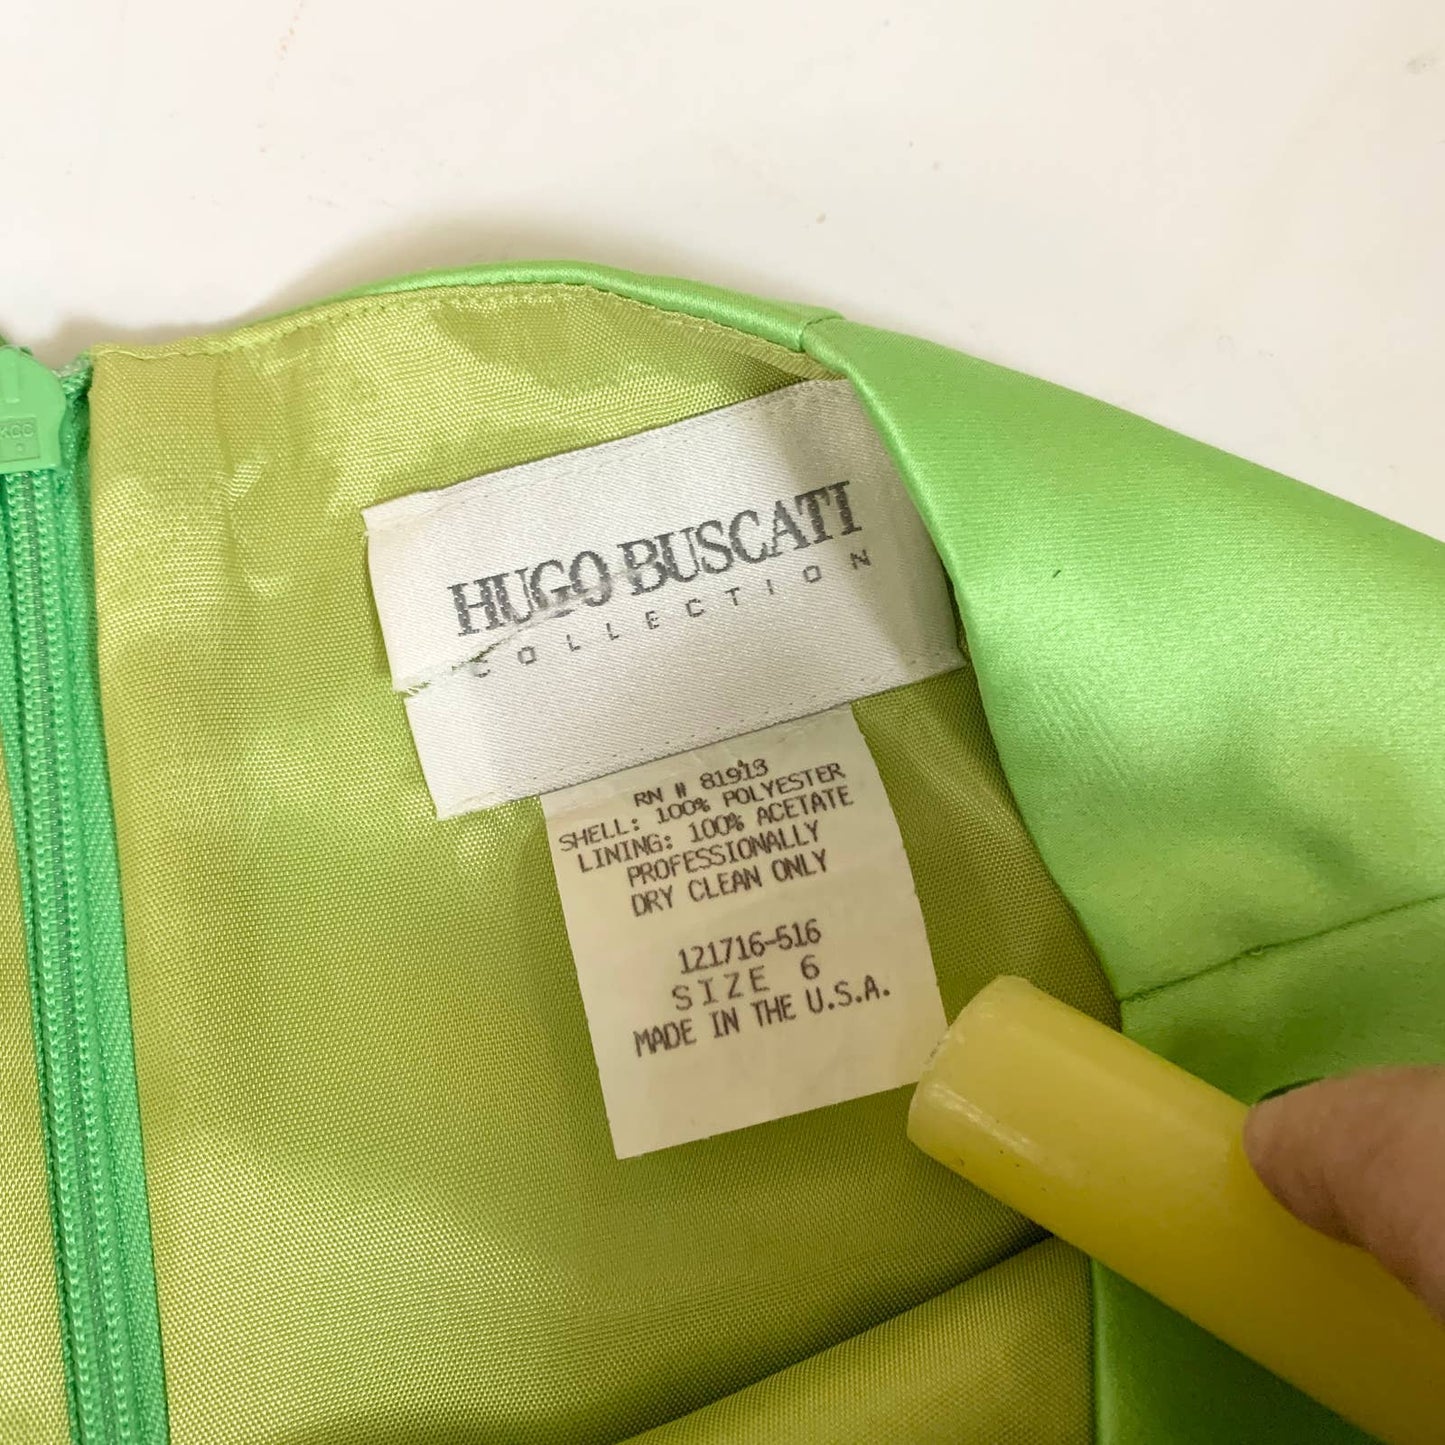 HUGO BUSCATI
COLLECTION
RN # 81913
SHELL: 100% POLYESTER
LINING: 100% ACETATE
PROFESSIONALLY
DRY CLEAN ONLY
121716-516
SIZE 6
MADE IN THE U.S.A.